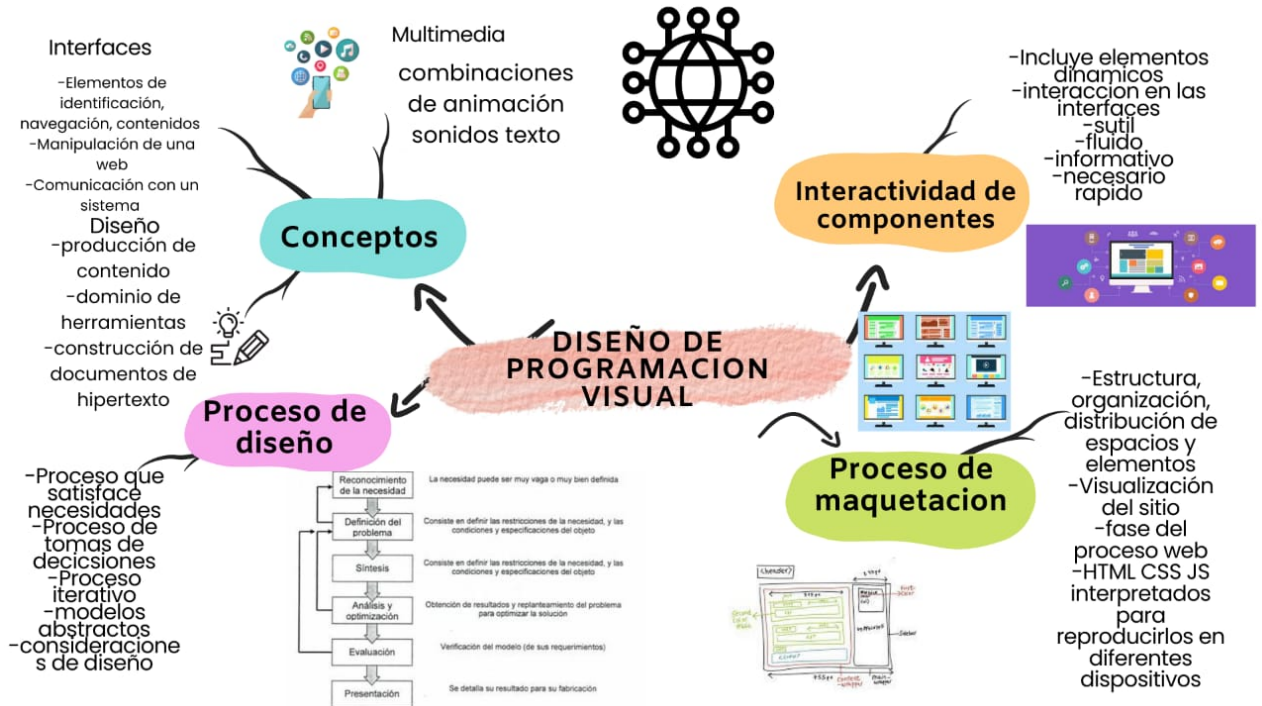 Interfaces
-Elementos de
identificación,
navegación, contenidos
-Manipulación de una
web
-Comunicación con un
sistema
Diseño
-producción de
contenido
-dominio de
herramientas
-construcción de
documentos de
hipertexto
Multimedia
combinaciones
de animación
sonidos texto
Conceptos
DISEÑO DE
PROGRAMACION
VISUAL
Interactividad de
componentes
-Incluye elementos
dinamicos
-interaccion en las
interfaces
-sutil
-fluido
-informativo
-necesario
rapido
Proceso de
diseño
-Proceso que
satisface
necesidades
-Proceso de
tomas de
decicsiones
-Proceso
iterativo
-modelos
abstractos
-consideracione
s de diseño
Reconocimiento
de la necesidad
La necesidad puede ser muy vaga o muy bien definida
Definición del
problema
Consiste en definir las restricciones de la necesidad, y las
condiciones y especificaciones del objeto
Síntesis
Consiste en definir las restricciones de la necesidad, y las
condiciones y especificaciones del objeto
Análisis y
optimización
Obtención de resultados y replanteamiento del problema
para optimizar la solución
Evaluación
Verificación del modelo (de sus requerimientos)
Presentación
Se detalla su resultado para su fabricación
Proceso de
maquetacion
-Estructura,
organización,
distribución de
espacios y
elementos
-Visualización
del sitio
-fase del
proceso web
-HTML CSS JS
interpretados
para
reproducirlos en
diferentes
dispositivos